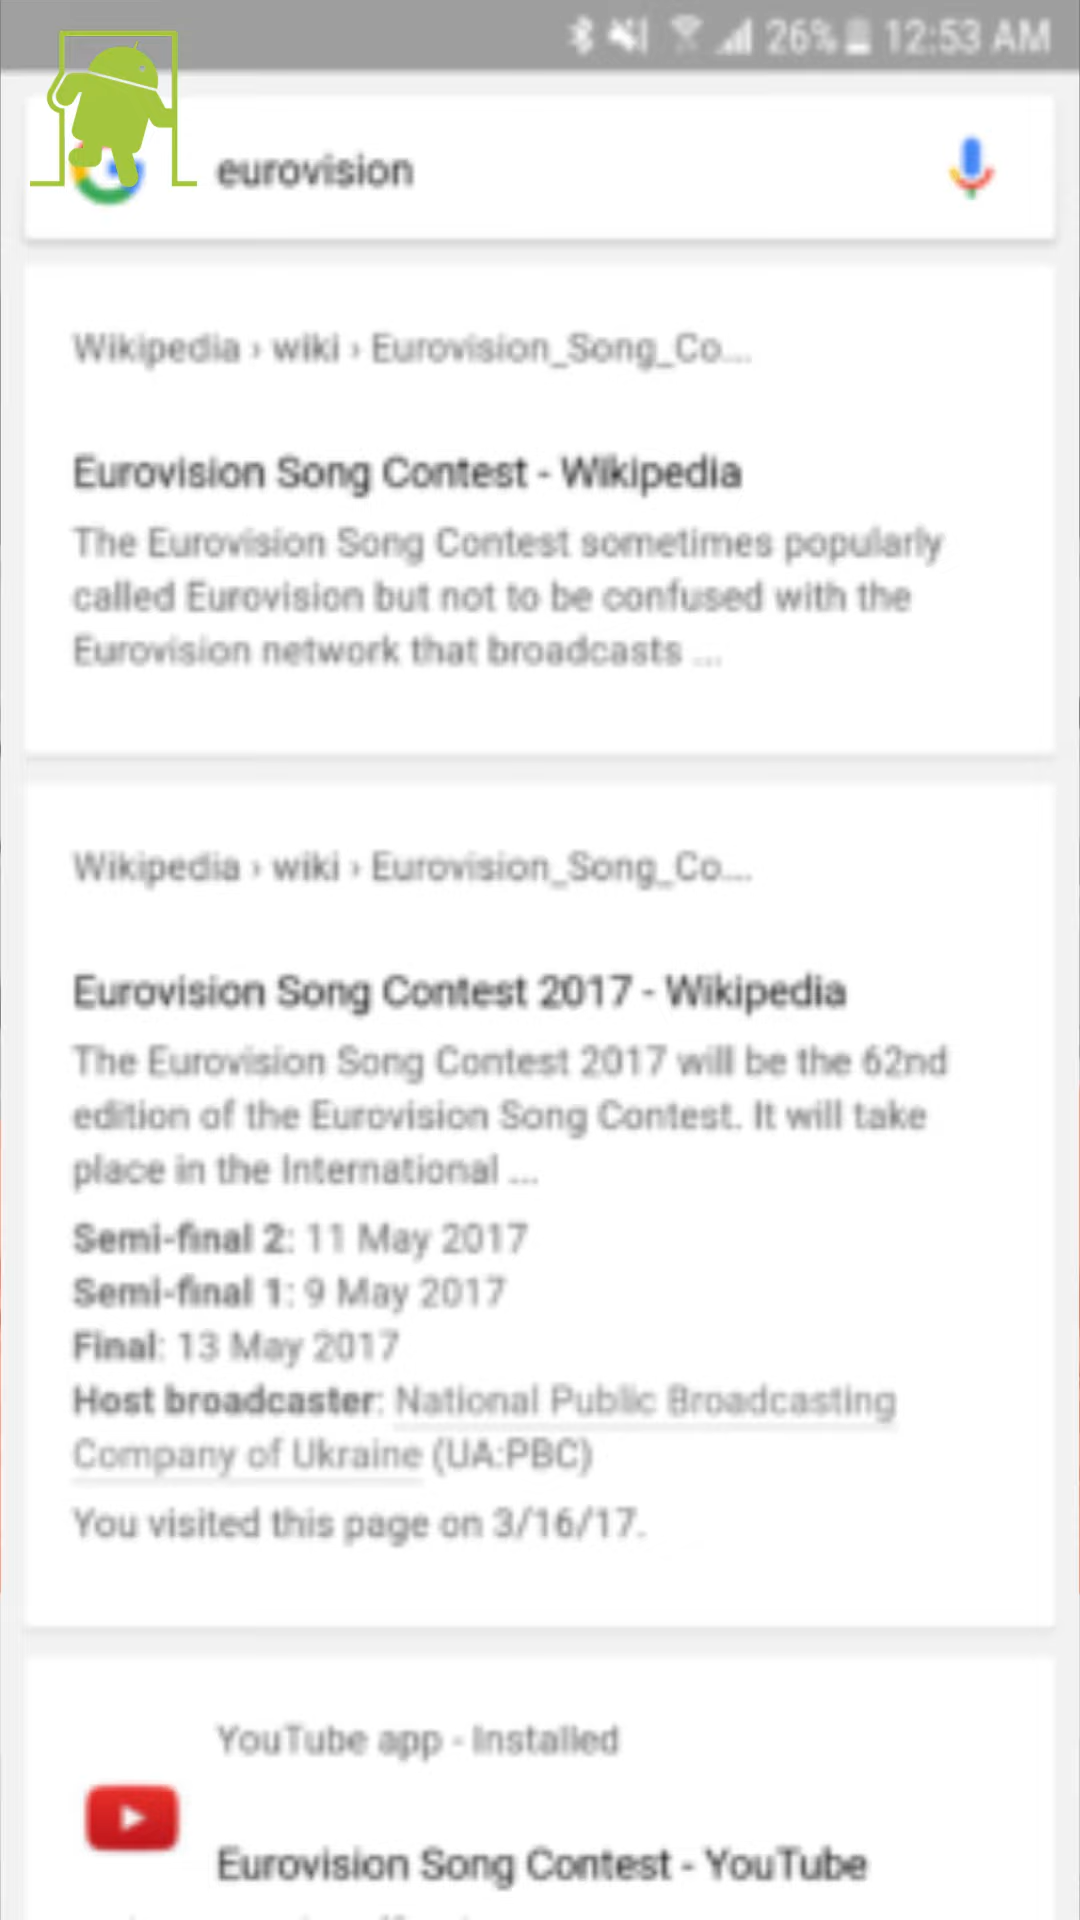 26% 12:53 AM
eurovision
Wikipedia › wiki › Eurovision_Song_Co...
Eurovision Song Contest - Wikipedia
The Eurovision Song Contest sometimes popularly
called Eurovision but not to be confused with the
Eurovision network that broadcasts ...
Wikipedia › wiki › Eurovision_Song_Co...
Eurovision Song Contest 2017 - Wikipedia
The Eurovision Song Contest 2017 will be the 62nd
edition of the Eurovision Song Contest. It will take
place in the International ...
Semi-final 2: 11 May 2017
Semi-final 1: 9 May 2017
Final: 13 May 2017
Host broadcaster: National Public Broadcasting
Company of Ukraine (UA:PBC)
You visited this page on 3/16/17.
YouTube app - Installed
Eurovision Song Contest - YouTube